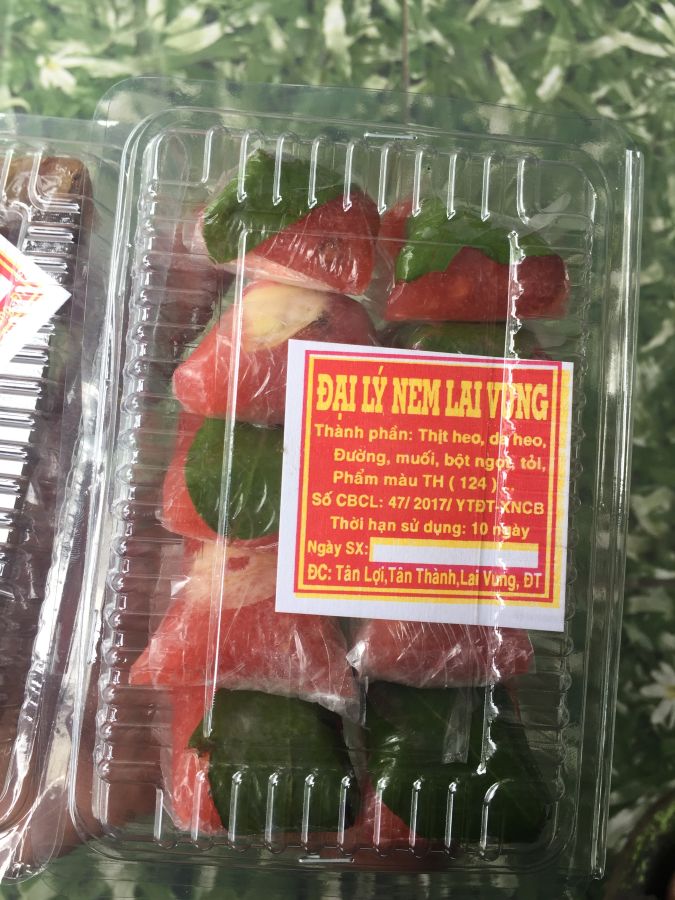 ĐẠI LÝ NEM LAI VUNG
Thành phần: Thịt heo, da heo,
Đường, muối, bột ngọt, tỏi,
Phẩm màu TH ( 124 )
Số CBCL: 47/ 2017/ YTĐT-XNCB
Thời hạn sử dụng: 10 ngày
Ngày SX:
ĐC: Tân Lợi,Tân Thành,Lai Vung, ĐT